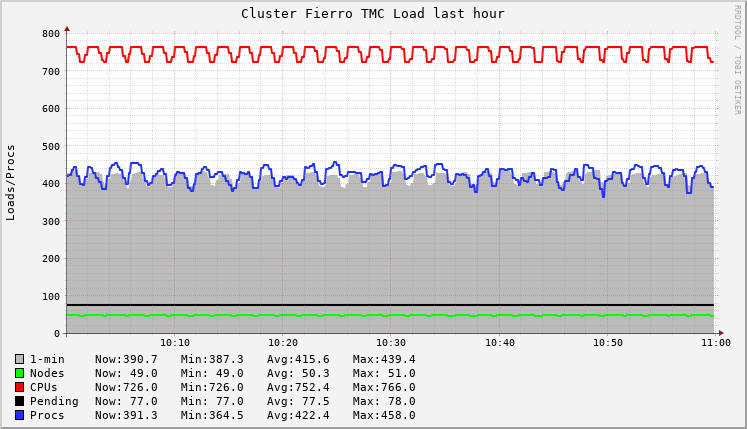 Cluster Fierro TMC Load last hour
RRDTOOL / TOBI OETIKER
Loads/Procs
800
700
600
500
400
300
200
100
0
10:10 10:20 10:30 10:40 10:50 11:00
1-min Now:390.7 Min:387.3 Avg:415.6 Max:439.4
Nodes Now: 49.0 Min: 49.0 Avg: 50.3 Max: 51.0
CPUs Now:726.0 Min:726.0 Avg:752.4 Max:766.0
Pending Now: 77.0 Min: 77.0 Avg: 77.5 Max: 78.0
Procs Now:391.3 Min:364.5 Avg:422.4 Max:458.0